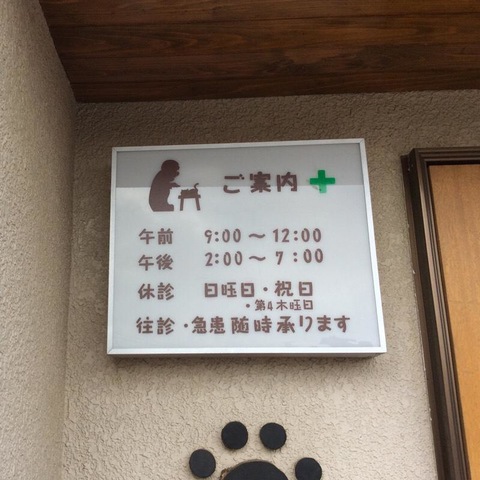 ご案内
午前 9:00〜12:00
午後 2:00〜7:00
休診 日曜日・祝日
・第4木曜日
往診・急患随時承ります